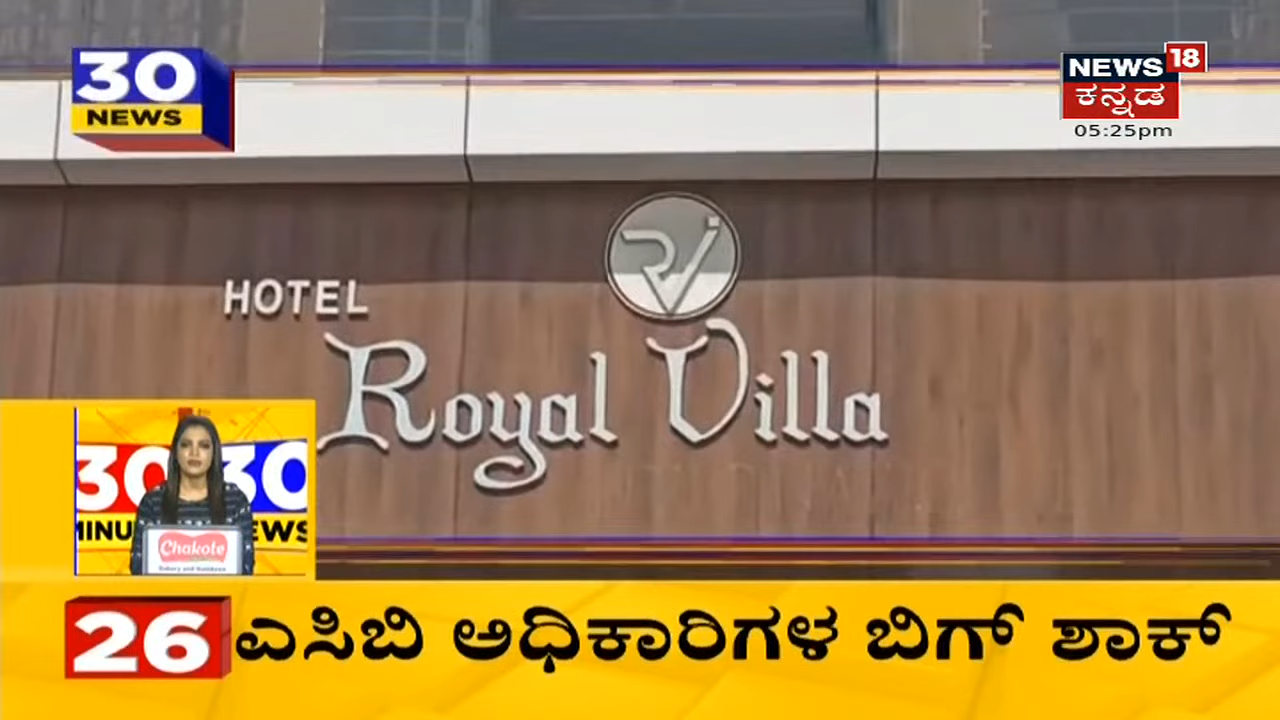 30
NEWS
NEWS 18
ಕನ್ನಡ
05:25pm
RV
HOTEL
Royal Villa
30 30
MINU EWS
Chakote
26 ಎಸಿಬಿ ಅಧಿಕಾರಿಗಳ ಬಿಗ್ ಶಾಕ್